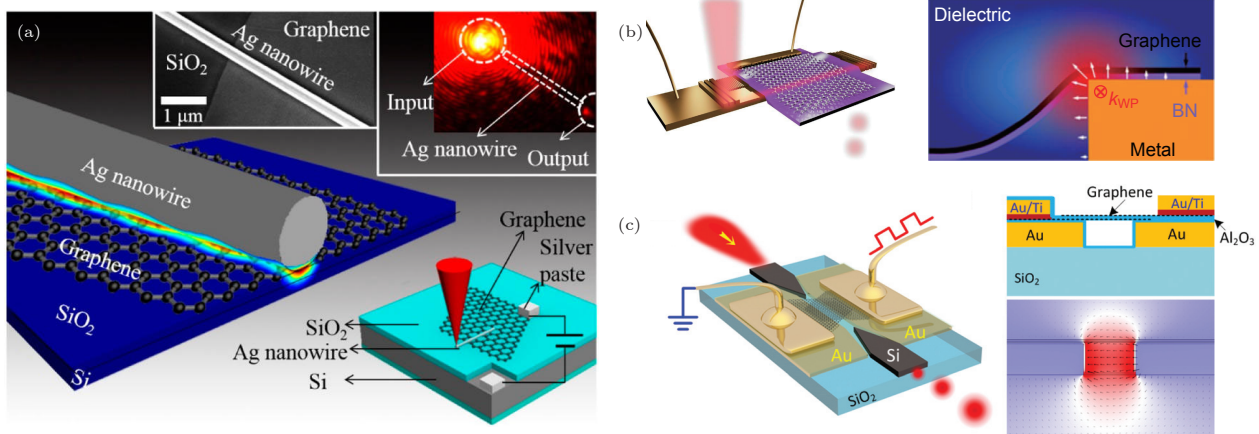 (a)
Graphene
Ag nanowire
SiO₂
1 μm
Input
Ag nanowire
Output
Ag nanowire
Graphene
SiO₂
Si
Graphene
Silver
paste
SiO₂
Ag nanowire
Si
(b)
Dielectric
Graphene
k_WP
BN
Metal
(c)
Au
Au
Si
SiO₂
Graphene
Au/Ti
Au/Ti
Al₂O₃
Au
Au
SiO₂